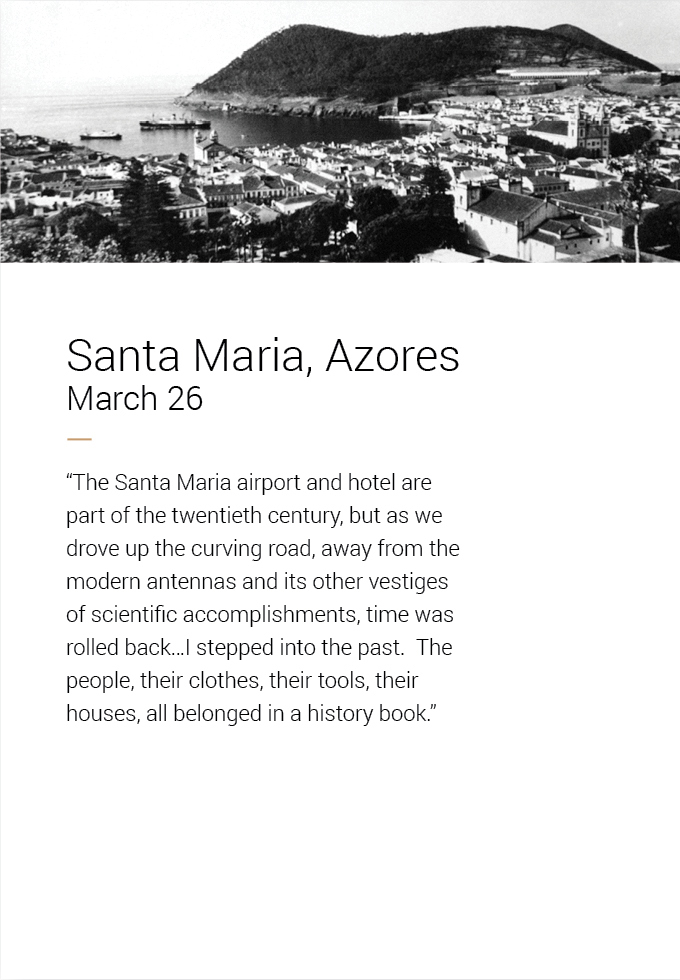 Santa Maria, Azores
March 26
“The Santa Maria airport and hotel are
part of the twentieth century, but as we
drove up the curving road, away from the
modern antennas and its other vestiges
of scientific accomplishments, time was
rolled back...I stepped into the past.  The
people, their clothes, their tools, their
houses, all belonged in a history book.”